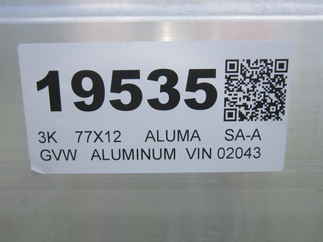 19535
3K 77X12 ALUMA SA-A
GVW ALUMINUM VIN 02043